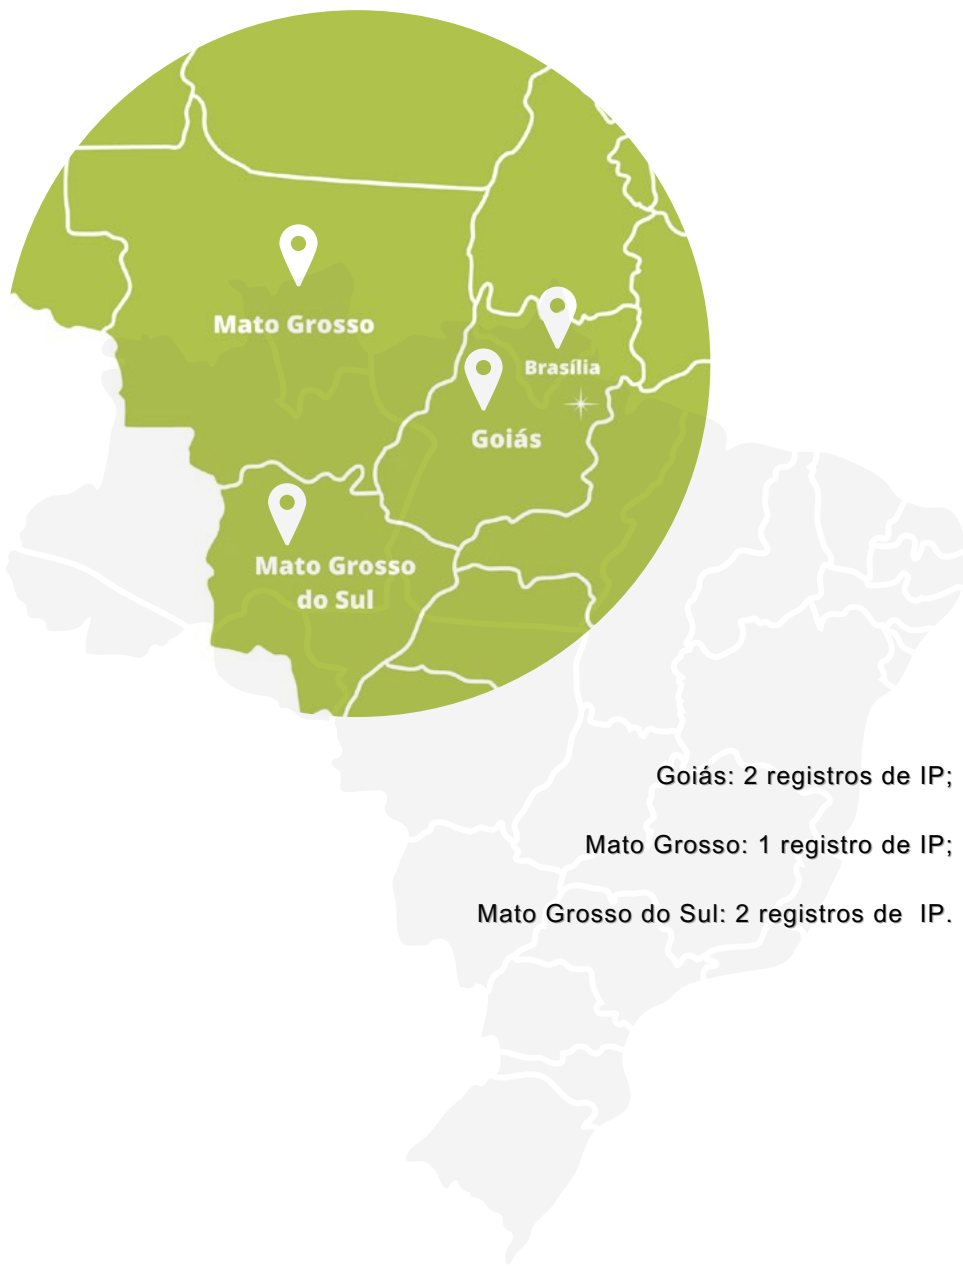 Mato Grosso
Brasília
Goiás
Mato Grosso
do Sul
Goiás: 2 registros de IP;
Mato Grosso: 1 registro de IP;
Mato Grosso do Sul: 2 registros de  IP.